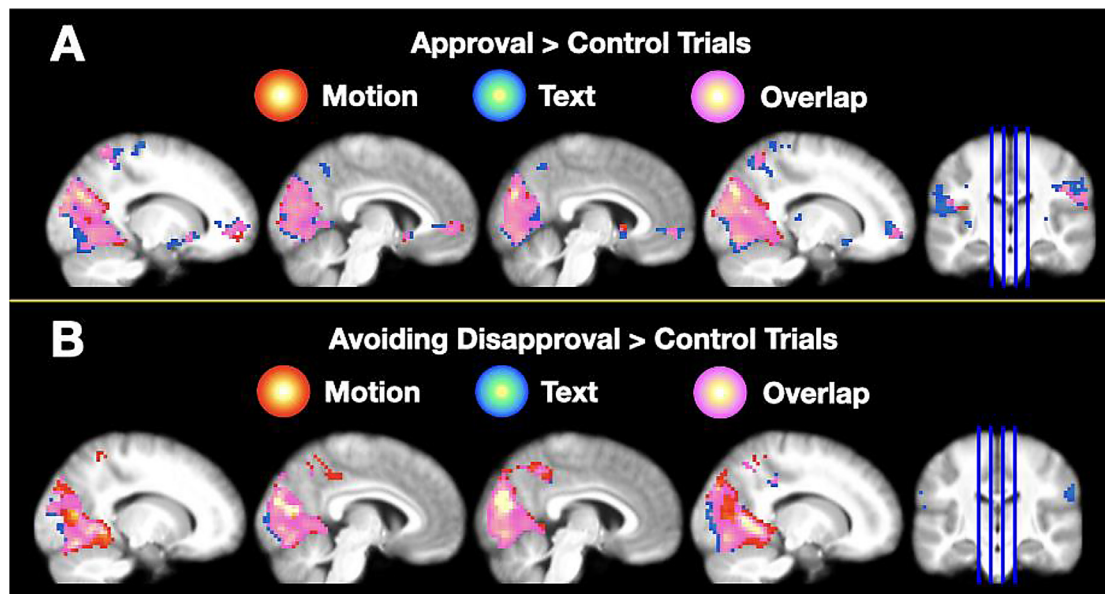 A
Approval > Control Trials
Motion Text Overlap
B
Avoiding Disapproval > Control Trials
Motion Text Overlap